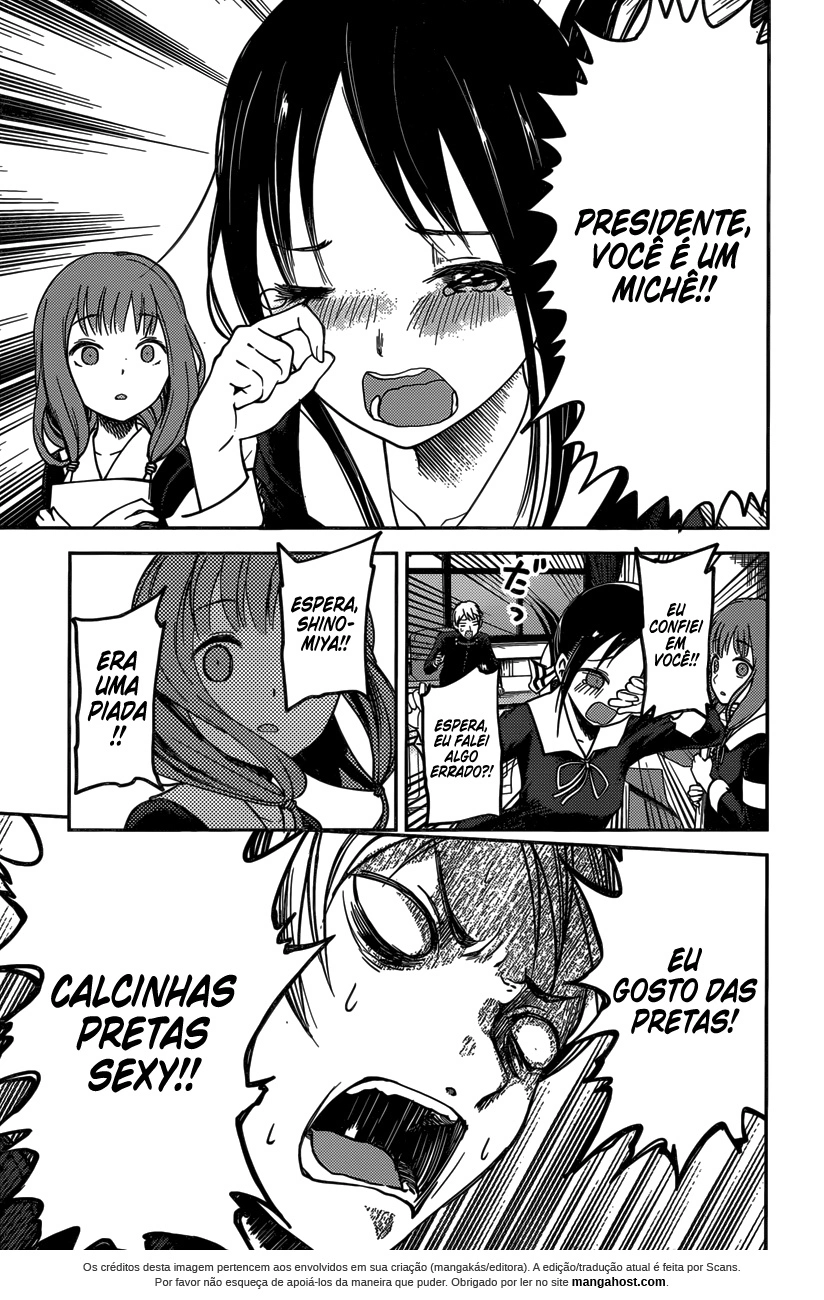 PRESIDENTE,
VOCÊ É UM
MICHÊ!!
EU
CONFIEI
EM
VOCÊ!!
だっ
ESPERA,
EU FALEI
ALGO
ERRADO?!
ESPERA,
SHINO-
MIYA!!
ERA
UMA
PIADA
!!
EU
GOSTO DAS
PRETAS!
CALCINHAS
PRETAS
SEXY!!
Os créditos desta imagem pertencem aos envolvidos em sua criação (mangakás/editora). A edição/tradução atual é feita por Scans.
Por favor não esqueça de apoiá-los da maneira que puder. Obrigado por ler no site mangahost.com.